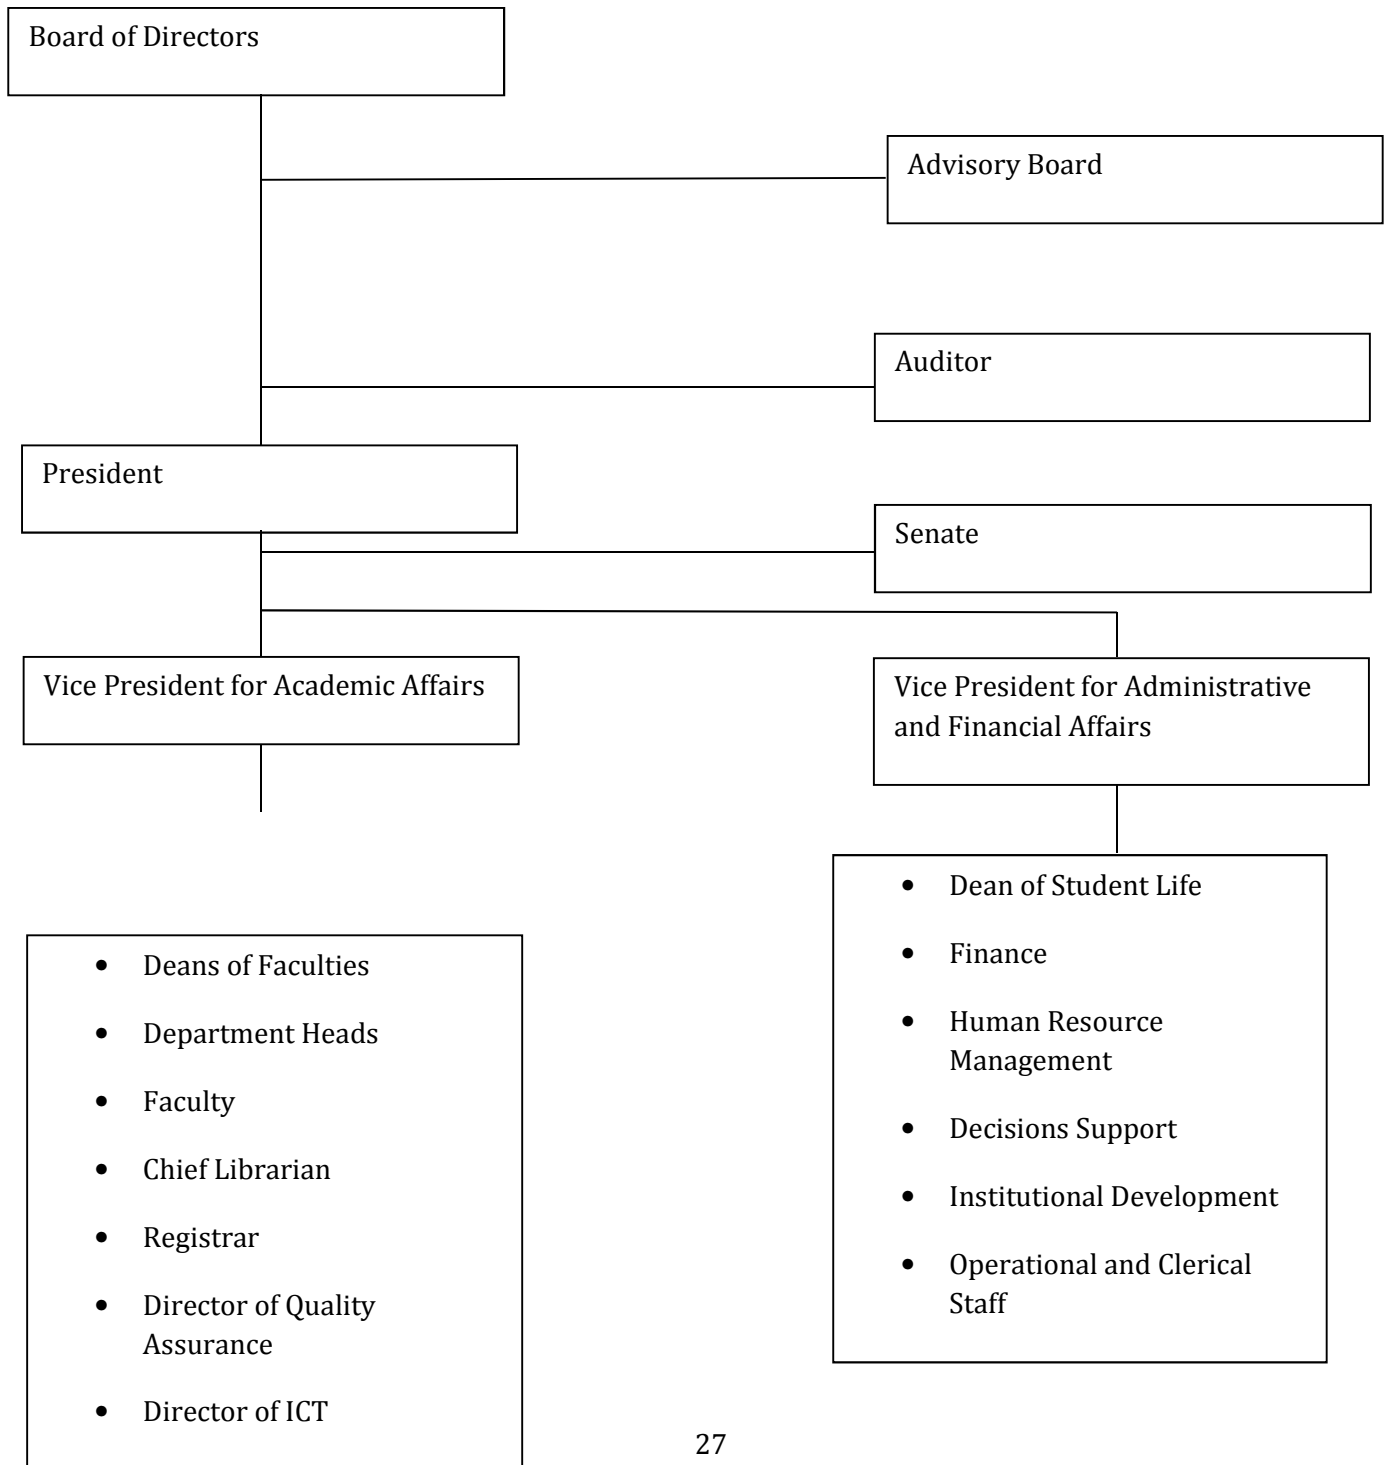 Board of Directors
Advisory Board
Auditor
President
Senate
Vice President for Academic Affairs
Vice President for Administrative
and Financial Affairs
• Dean of Student Life
• Finance
• Human Resource
Management
• Decisions Support
• Institutional Development
• Operational and Clerical
Staff
• Deans of Faculties
• Department Heads
• Faculty
• Chief Librarian
• Registrar
• Director of Quality
Assurance
• Director of ICT
27